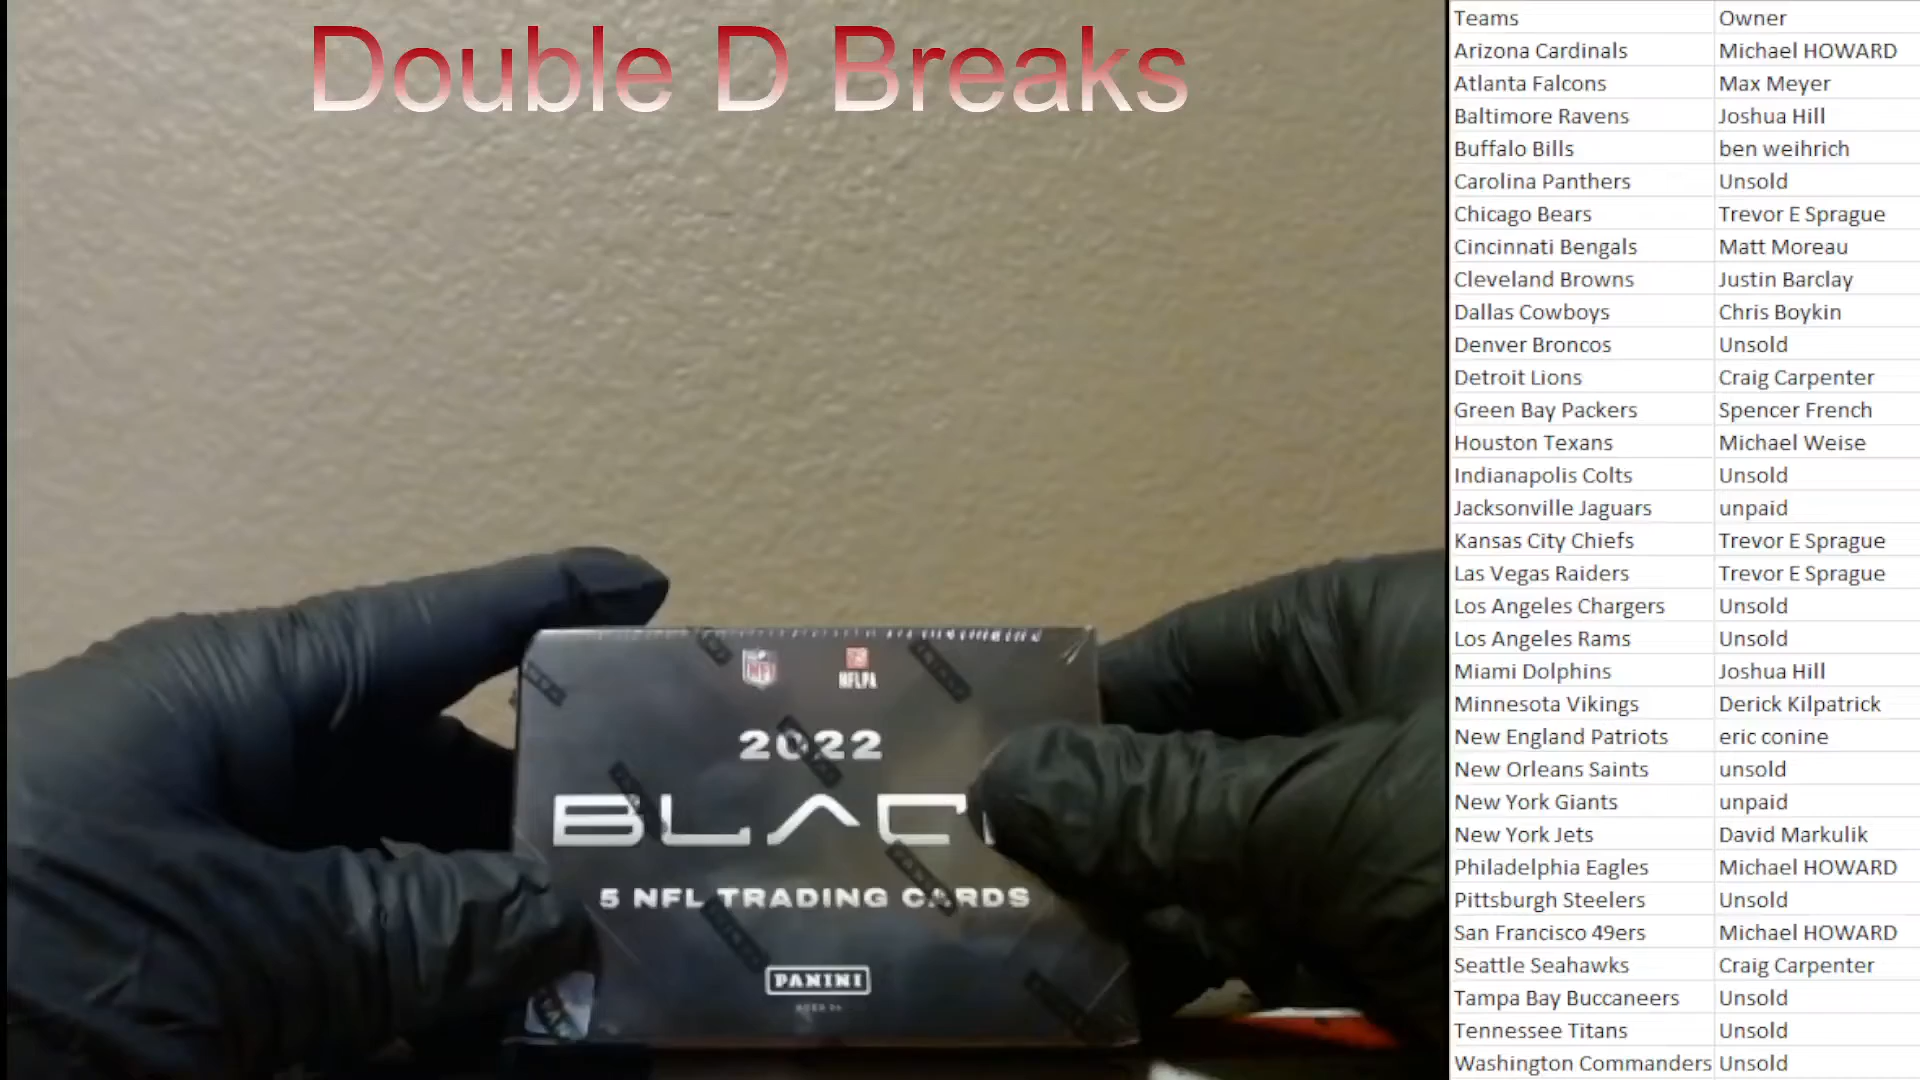 Double D Breaks
NFL
NFLPA
2022
BLAC
5 NFL TRADING CARDS
PANINI
Teams Owner
Arizona Cardinals Michael HOWARD
Atlanta Falcons Max Meyer
Baltimore Ravens Joshua Hill
Buffalo Bills ben weihrich
Carolina Panthers Unsold
Chicago Bears Trevor E Sprague
Cincinnati Bengals Matt Moreau
Cleveland Browns Justin Barclay
Dallas Cowboys Chris Boykin
Denver Broncos Unsold
Detroit Lions Craig Carpenter
Green Bay Packers Spencer French
Houston Texans Michael Weise
Indianapolis Colts Unsold
Jacksonville Jaguars unpaid
Kansas City Chiefs Trevor E Sprague
Las Vegas Raiders Trevor E Sprague
Los Angeles Chargers Unsold
Los Angeles Rams Unsold
Miami Dolphins Joshua Hill
Minnesota Vikings Derick Kilpatrick
New England Patriots eric conine
New Orleans Saints unsold
New York Giants unpaid
New York Jets David Markulik
Philadelphia Eagles Michael HOWARD
Pittsburgh Steelers Unsold
San Francisco 49ers Michael HOWARD
Seattle Seahawks Craig Carpenter
Tampa Bay Buccaneers Unsold
Tennessee Titans Unsold
Washington Commanders Unsold